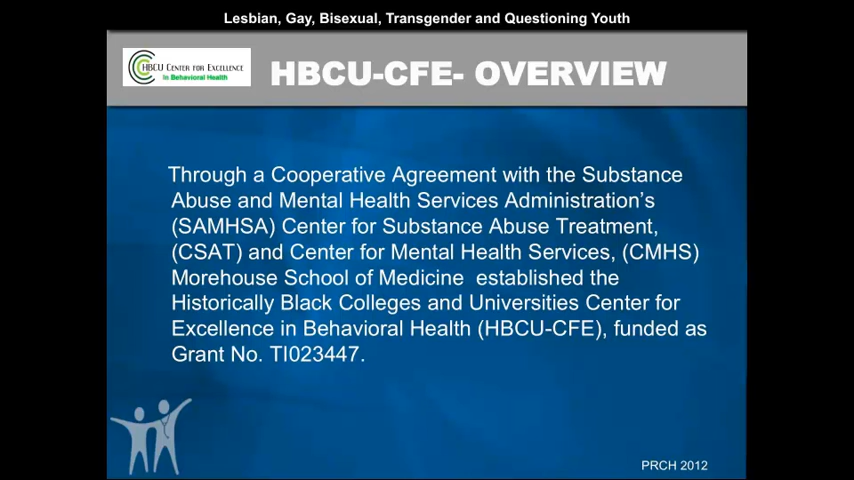 Lesbian, Gay, Bisexual, Transgender and Questioning Youth
HBCU CENTER FOR EXCELLENCE
in Behavioral Health
HBCU-CFE- OVERVIEW
Through a Cooperative Agreement with the Substance
Abuse and Mental Health Services Administration's
(SAMHSA) Center for Substance Abuse Treatment,
(CSAT) and Center for Mental Health Services, (CMHS)
Morehouse School of Medicine established the
Historically Black Colleges and Universities Center for
Excellence in Behavioral Health (HBCU-CFE), funded as
Grant No. TI023447.
PRCH 2012